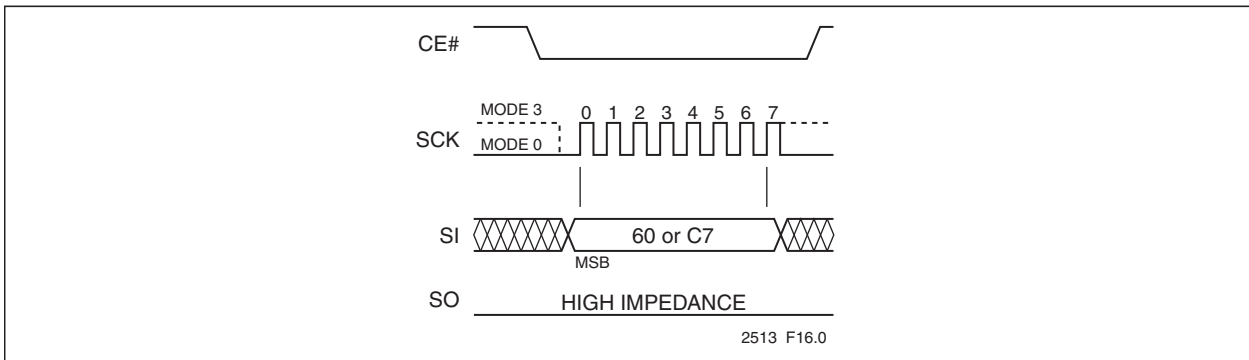 CE#
MODE 3
0 1 2 3 4 5 6 7
SCK
MODE 0
SI
60 or C7
MSB
SO
HIGH IMPEDANCE
2513 F16.0